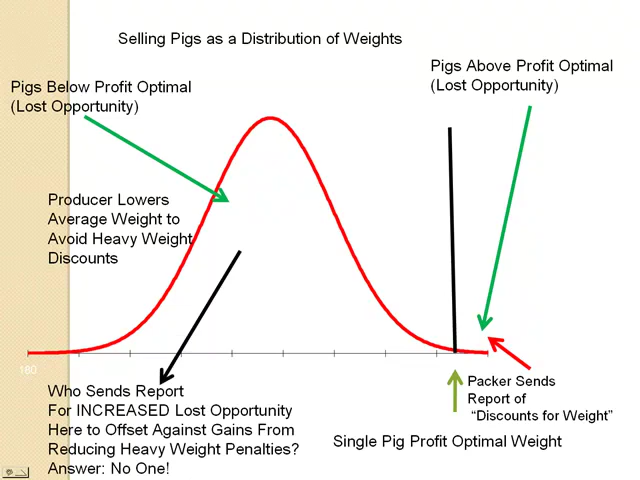 Selling Pigs as a Distribution of Weights
Pigs Above Profit Optimal
(Lost Opportunity)
Pigs Below Profit Optimal
(Lost Opportunity)
Producer Lowers
Average Weight to
Avoid Heavy Weight
Discounts
180
Who Sends Report
For INCREASED Lost Opportunity
Here to Offset Against Gains From
Reducing Heavy Weight Penalties?
Answer: No One!
Packer Sends
Report of
“Discounts for Weight”
Single Pig Profit Optimal Weight